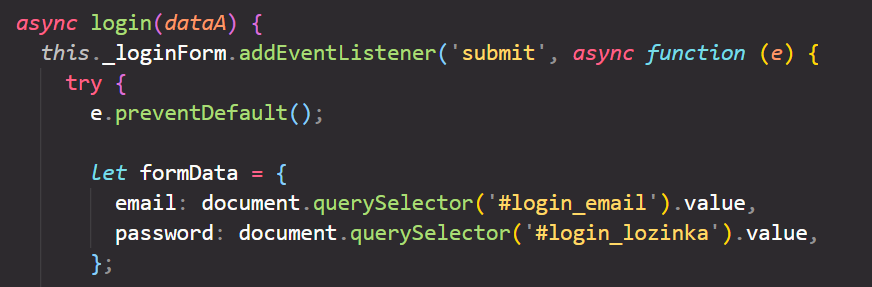 async login(dataA) {
this._loginForm.addEventListener('submit', async function (e) {
try {
e.preventDefault();
let formData = {
email: document.querySelector('#login_email').value,
password: document.querySelector('#login_lozinka').value,
};